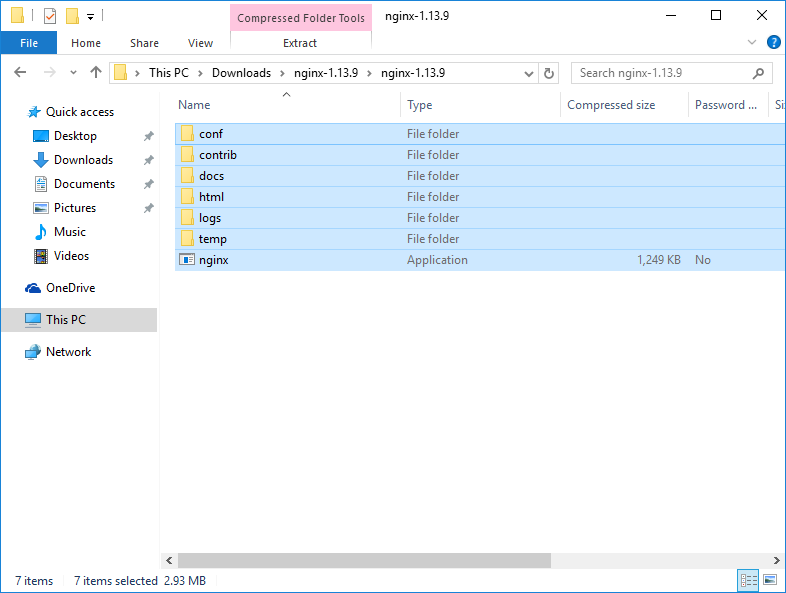 Compressed Folder Tools
nginx-1.13.9
File
Home
Share
View
Extract
This PC
Downloads
nginx-1.13.9
nginx-1.13.9
Search nginx-1.13.9
Quick access
Desktop
Downloads
Documents
Pictures
Music
Videos
OneDrive
This PC
Network
Name
Type
Compressed size
Password ...
Si
conf File folder
contrib File folder
docs File folder
html File folder
logs File folder
temp File folder
nginx Application 1,249 KB No
7 items 7 items selected 2.93 MB